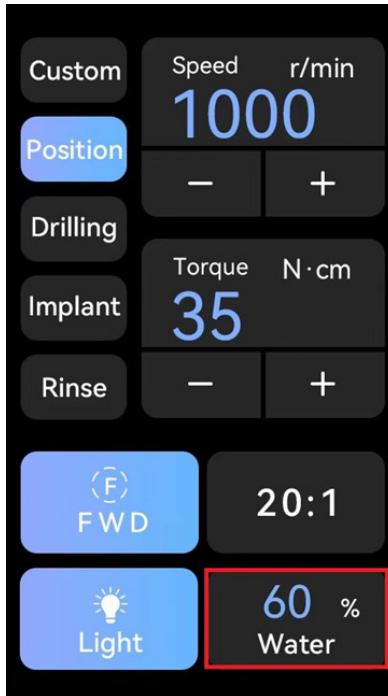 Custom
Position
Drilling
Implant
Rinse
Speed r/min
1000
− +
Torque N·cm
35
− +
(F)
FWD
20:1
Light
60 %
Water